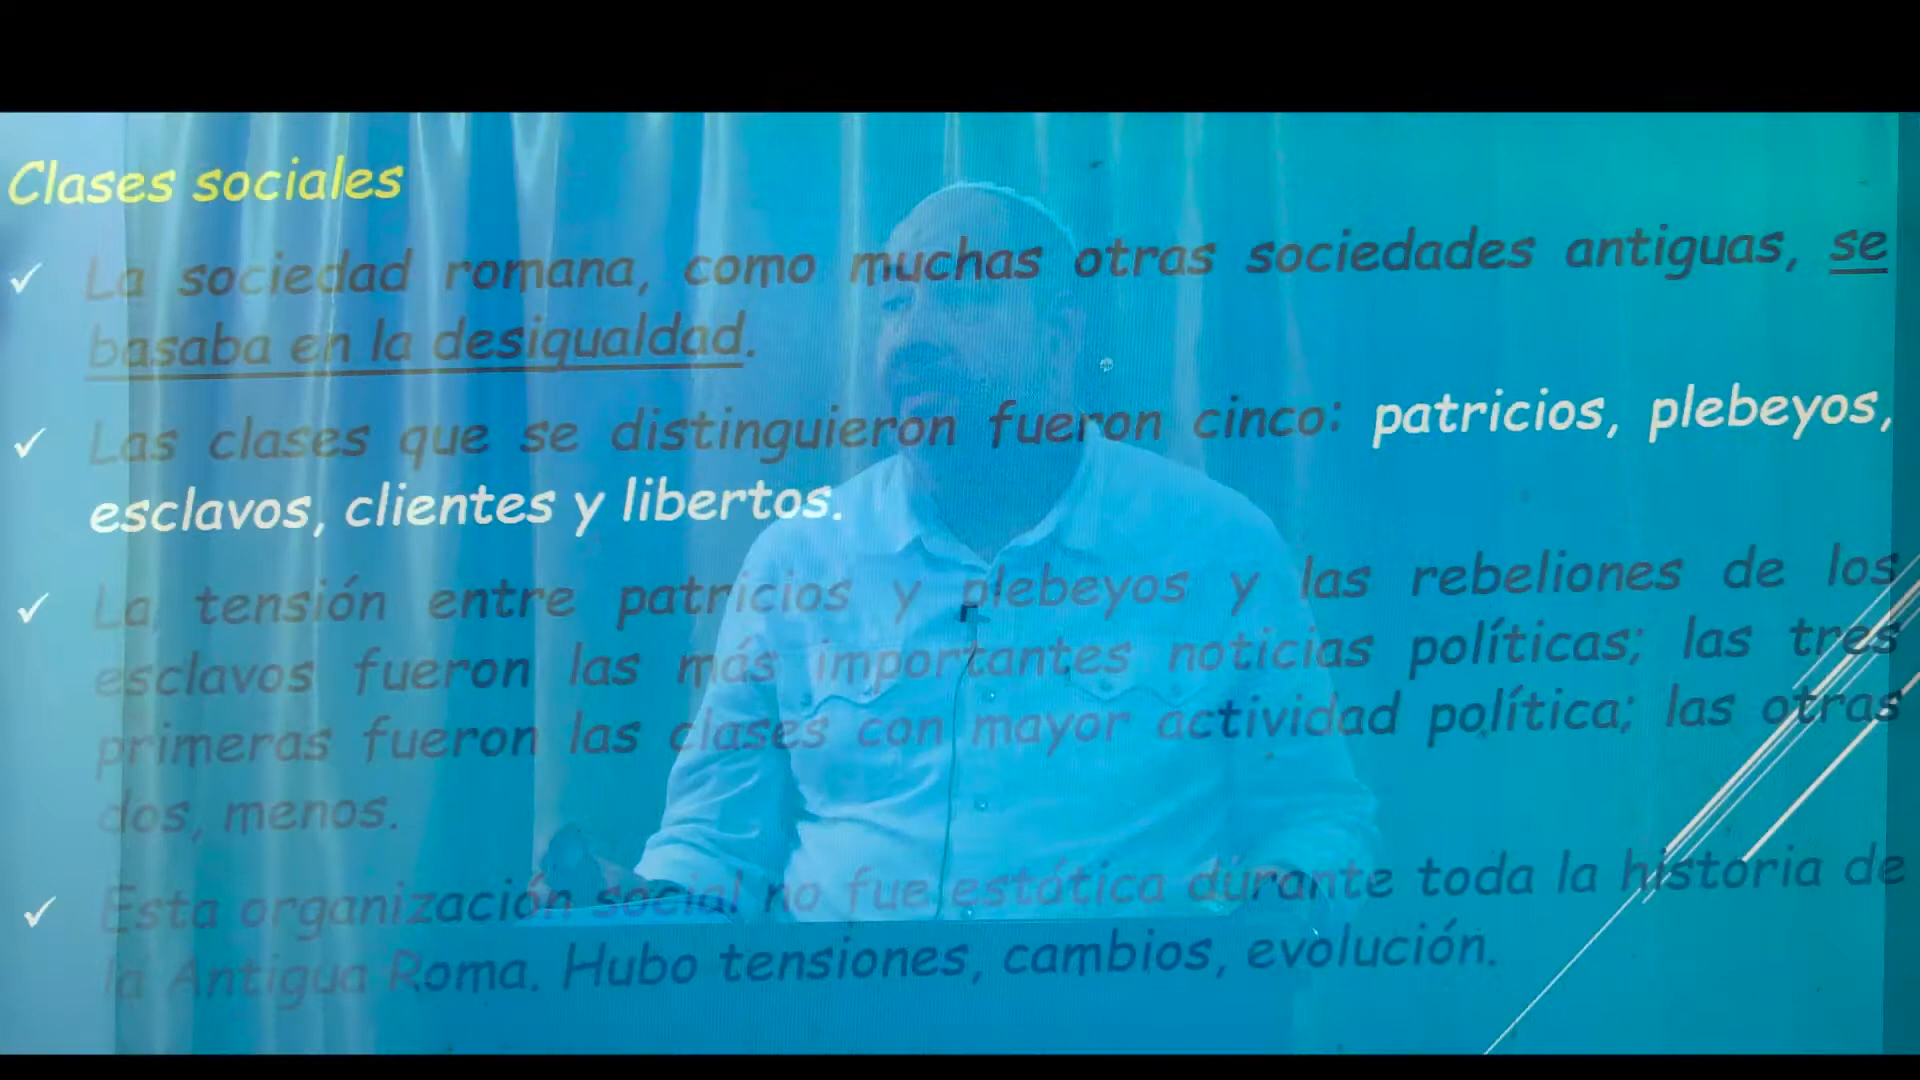 Clases sociales
✓ La sociedad romana, como muchas otras sociedades antiguas, se
basaba en la desigualdad.
✓ Las clases que se distinguieron fueron cinco: patricios, plebeyos,
esclavos, clientes y libertos.
✓ La tensión entre patricios y plebeyos y las rebeliones de los
esclavos fueron las más importantes noticias políticas; las tres
primeras fueron las clases con mayor actividad política; las otras
dos, menos.
✓ Esta organización social no fue estática durante toda la historia de
la Antigua Roma. Hubo tensiones, cambios, evolución.